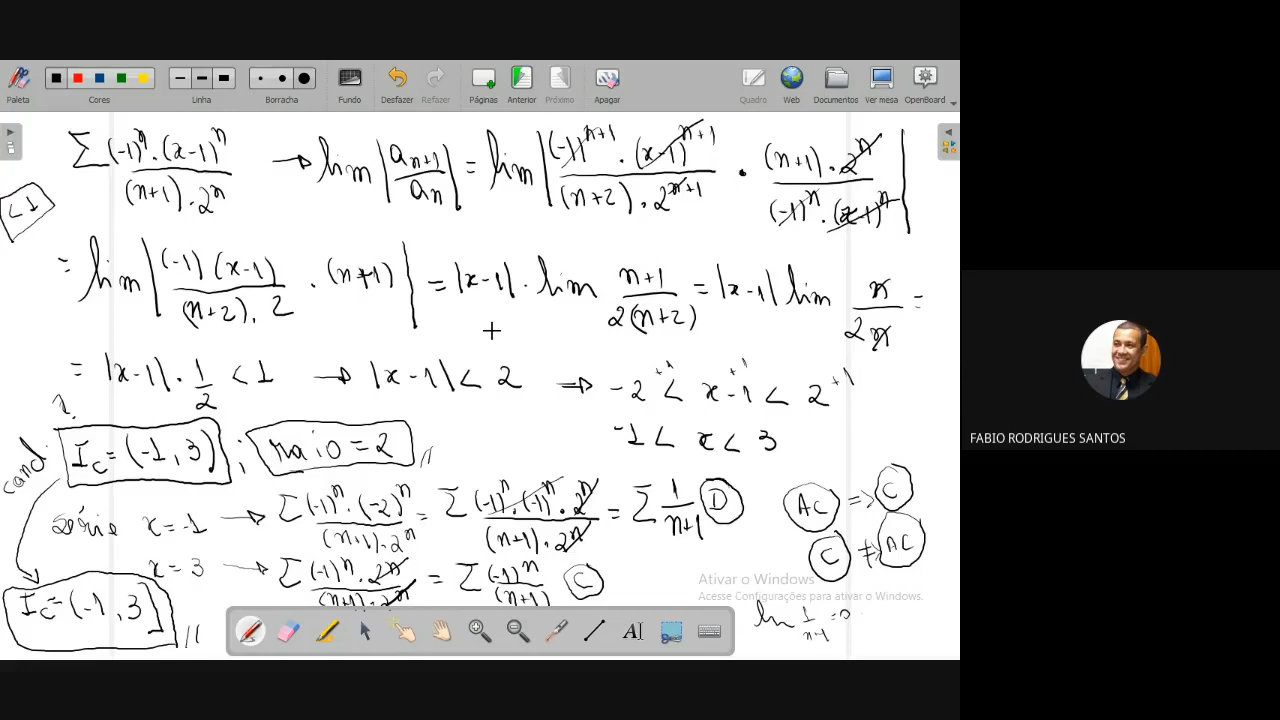 Paleta Cores Linha Borracha Fundo Desfazer Refazer Páginas Anterior Próximo Apagar Quadro Web Documentos Ver mesa OpenBoard
∑ (-1)^n · (x-1)^n / (n+1) · 2^n → lim |a_{n+1} / a_n| = lim |(-1)^{n+1} · (x-1)^{n+1} / (n+2) · 2^{n+1} · (n+1) · 2^n / (-1)^n · (x-1)^n|
<1
= lim |(-1)(x-1) / (n+2) · 2 · (n+1)| = |x-1| · lim n+1 / 2(n+2) = |x-1| lim n / 2n =
= |x-1| · 1/2 < 1 → |x-1| < 2 ⇒ -2 +1 < x-1 +1 < 2 +1
-1 < x < 3
cand. I_c = (-1, 3) ; raio = 2 //
série x = -1 → ∑ (-1)^n · (-2)^n / (n+1) · 2^n = ∑ (-1)^n · (-1)^n · 2^n / (n+1) · 2^n = ∑ 1 / n+1 D
AC ⇒ C
C ⇏ AC
x = 3 → ∑ (-1)^n · 2^n / (n+1) · 2^n = ∑ (-1)^n / (n+1) C
I_c = (-1, 3] //
Ativar o Windows
Acesse Configurações para ativar o Windows.
FABIO RODRIGUES SANTOS